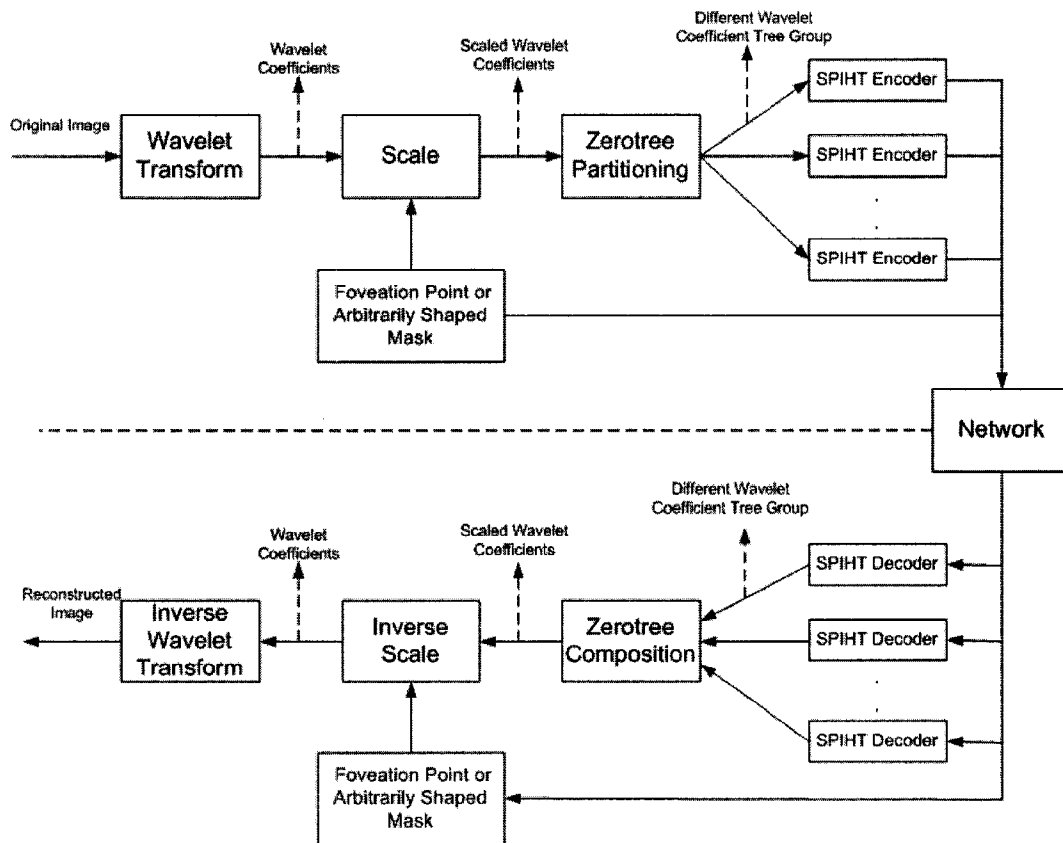 Different Wavelet
Coefficient Tree Group
Wavelet
Coefficients
Scaled Wavelet
Coefficients
SPIHT Encoder
Original Image
Wavelet
Transform
Scale
Zerotree
Partitioning
SPIHT Encoder
SPIHT Encoder
Foveation Point or
Arbitrarily Shaped
Mask
Network
Different Wavelet
Coefficient Tree Group
Wavelet
Coefficients
Scaled Wavelet
Coefficients
SPIHT Decoder
Reconstructed
Image
Inverse
Wavelet
Transform
Inverse
Scale
Zerotree
Composition
SPIHT Decoder
SPIHT Decoder
Foveation Point or
Arbitrarily Shaped
Mask